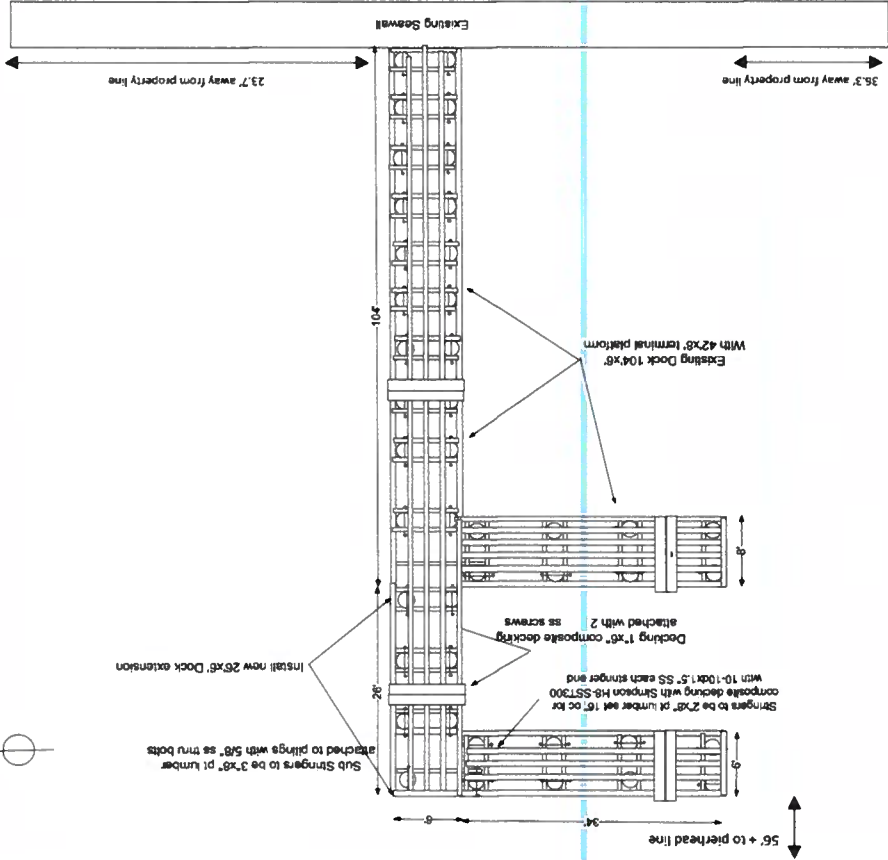 56' + to pierhead line
34'
6'
6'
Sub Stringers to be 3"x8" pt lumber
attached to pilings with 5/8" ss thru bolts
Stringers to be 2"x8" pt lumber set 16" oc for
composite decking with Simpson H8-SST300
with 10-10dx1.5" SS each stringer end
26'
Install new 26'x6' Dock extension
Decking 1"x6" composite decking
attached with 2 ss screws
8'
Existing Dock 104'x6'
With 42'x8' terminal platform
104'
35.3' away from property line
23.7' away from property line
Existing Seawall